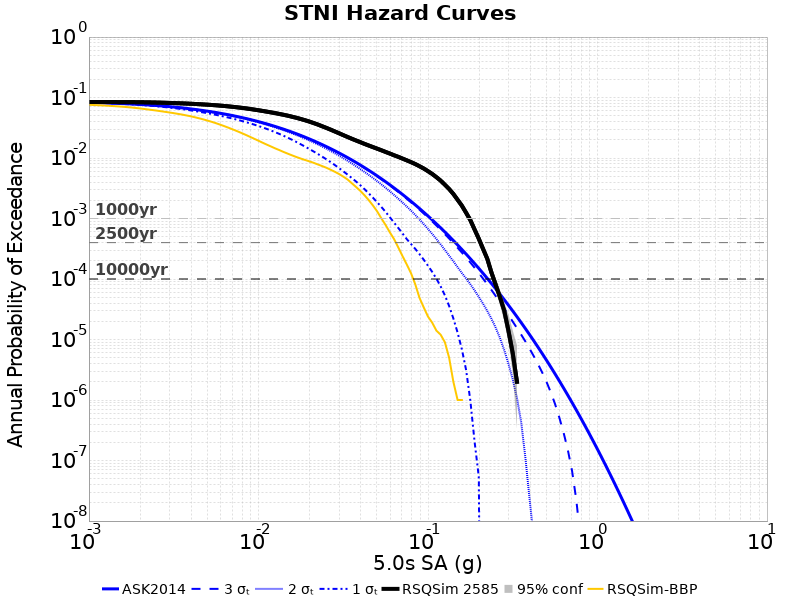 STNI Hazard Curves
Annual Probability of Exceedance
10^0
10^-1
10^-2
10^-3
10^-4
10^-5
10^-6
10^-7
10^-8
1000yr
2500yr
10000yr
10^-3 10^-2 10^-1 10^0 10^1
5.0s SA (g)
ASK2014 3 σₜ 2 σₜ 1 σₜ RSQSim 2585 95% conf RSQSim-BBP